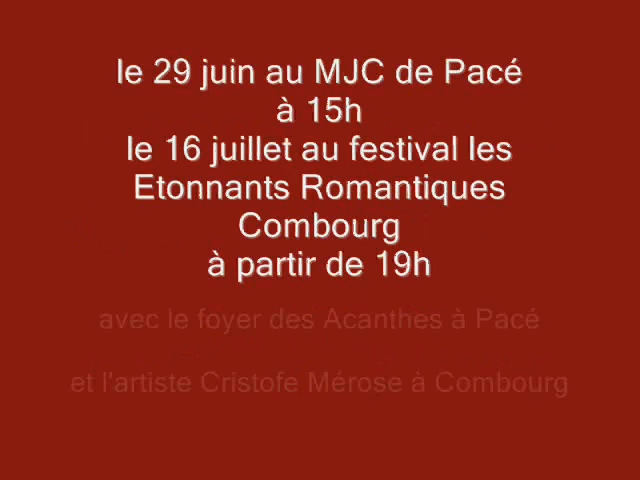 le 29 juin au MJC de Pacé
à 15h
le 16 juillet au festival les
Etonnants Romantiques
Combourg
à partir de 19h
avec le foyer des Acanthes à Pacé
et l'artiste Cristofe Mérose à Combourg